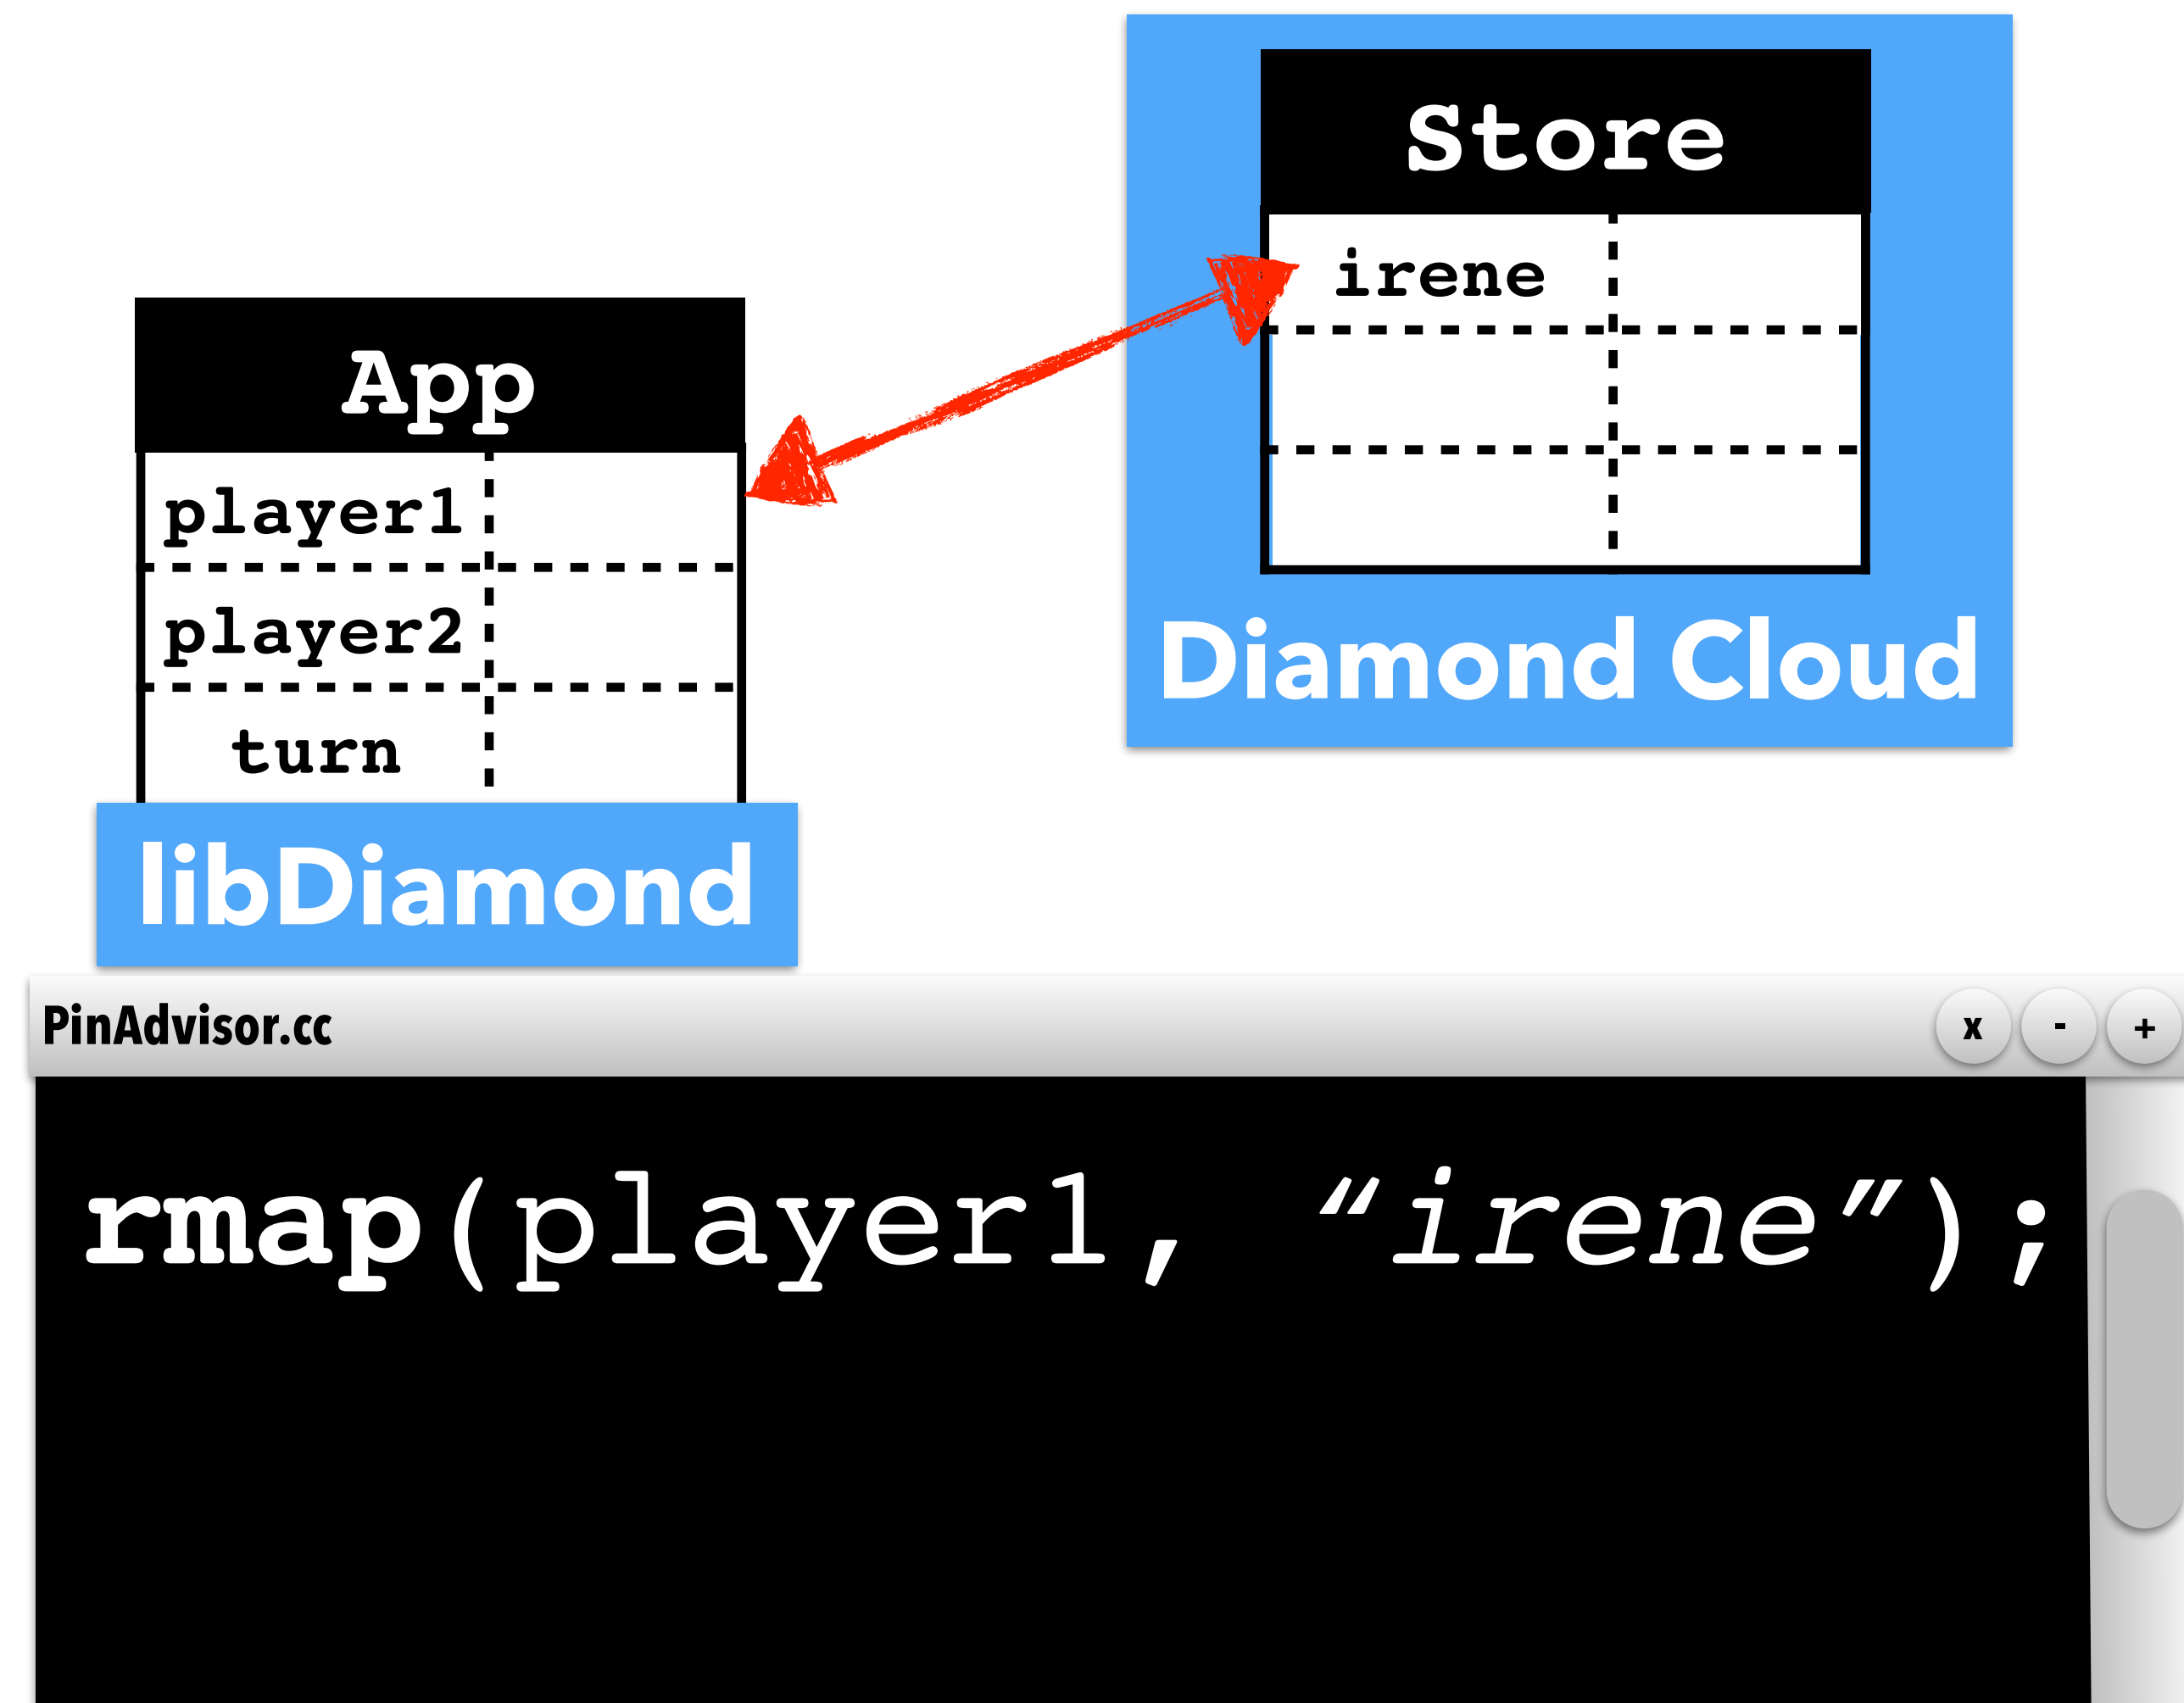 Store
irene
Diamond Cloud
App
player1
player2
turn
libDiamond
PinAdvisor.cc
x - +
rmap(player1, “irene”);